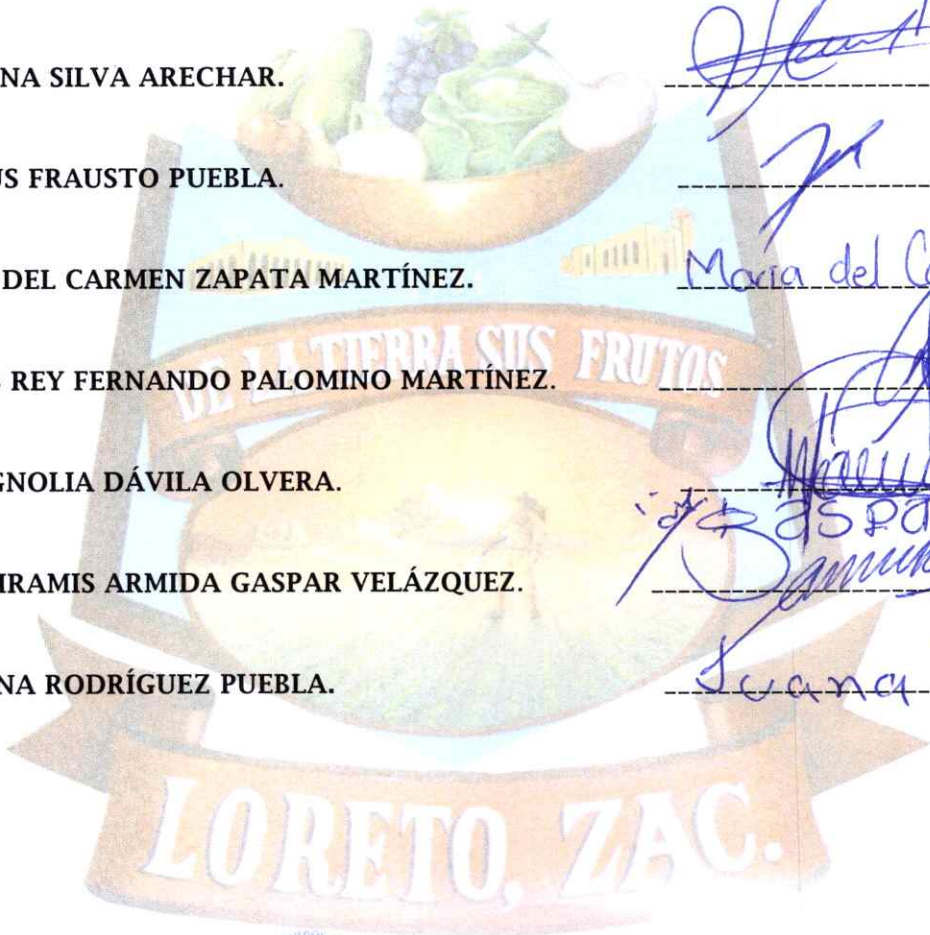 NA SILVA ARECHAR.
US FRAUSTO PUEBLA.
DEL CARMEN ZAPATA MARTÍNEZ. Maria del
REY FERNANDO PALOMINO MARTÍNEZ.
GNOLIA DÁVILA OLVERA.
IRAMIS ARMIDA GASPAR VELÁZQUEZ.
NA RODRÍGUEZ PUEBLA. Juana
DE LA TIERRA SUS FRUTOS
LORETO, ZAC.